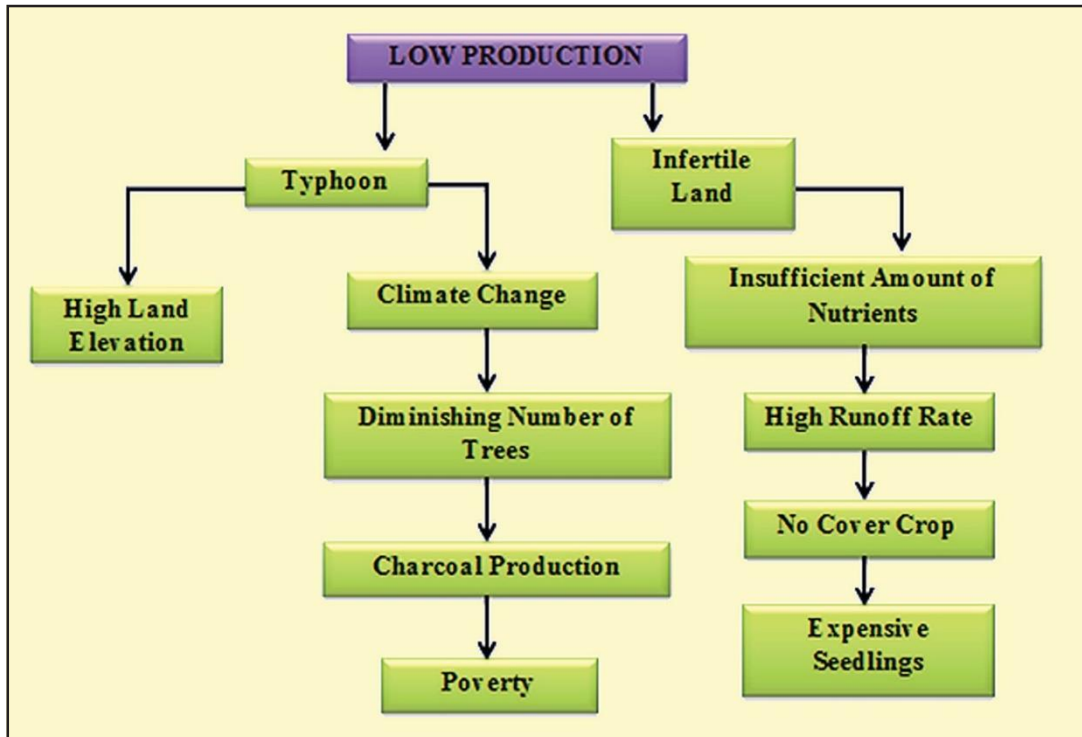 LOW PRODUCTION
Typhoon
Infertile
Land
High Land
Elevation
Climate Change
Insufficient Amount of
Nutrients
Diminishing Number of
Trees
High Runoff Rate
Charcoal Production
No Cover Crop
Poverty
Expensive
Seedlings